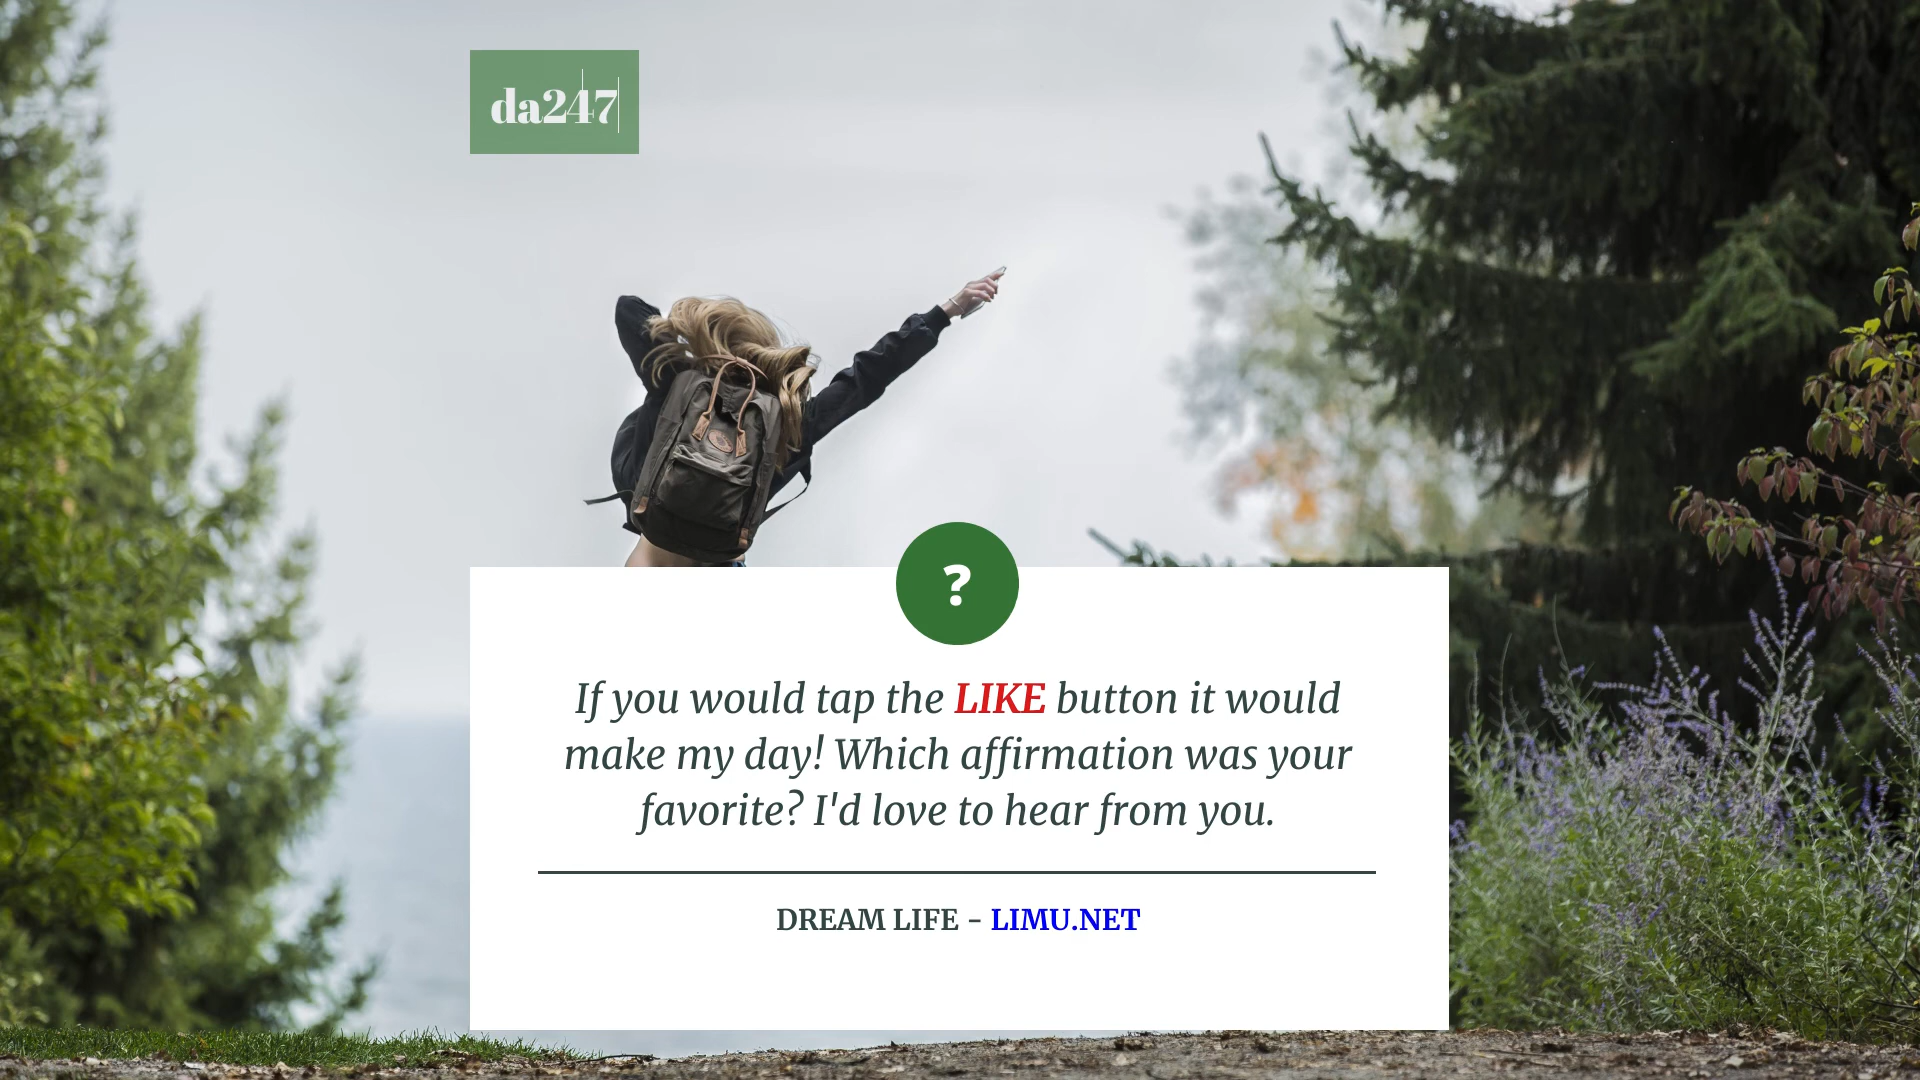 da247
?
If you would tap the LIKE button it would
make my day! Which affirmation was your
favorite? I'd love to hear from you.
DREAM LIFE - LIMU.NET